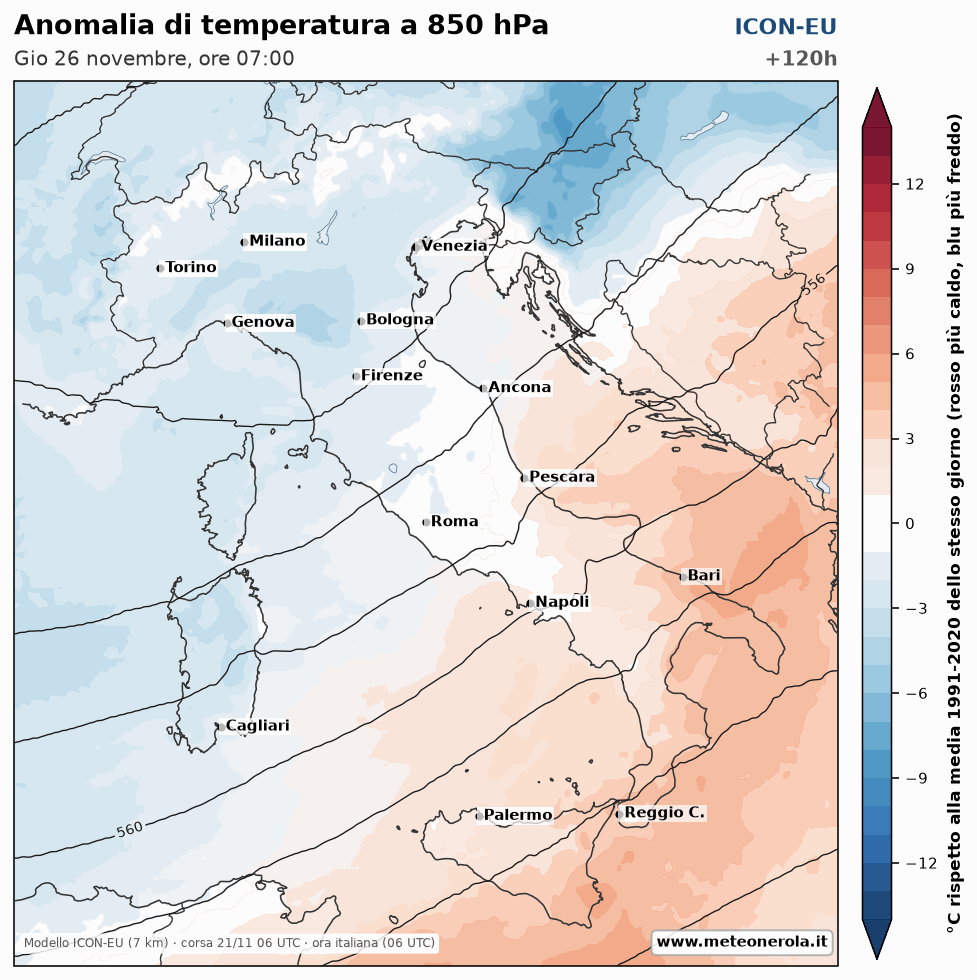 Anomalia di temperatura a 850 hPa
ICON-EU
Gio 26 novembre, ore 07:00
+120h
Milano
Venezia
Torino
Genova
Bologna
Firenze
Ancona
Pescara
Roma
Bari
Napoli
Cagliari
Palermo
Reggio C.
556
560
12
9
6
3
0
−3
−6
−9
−12
°C rispetto alla media 1991-2020 dello stesso giorno (rosso più caldo, blu più freddo)
Modello ICON-EU (7 km) · corsa 21/11 06 UTC · ora italiana (06 UTC)
www.meteonerola.it